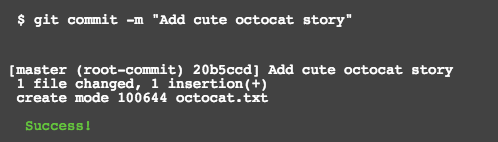 $ git commit -m "Add cute octocat story"
[master (root-commit) 20b5ccd] Add cute octocat story
1 file changed, 1 insertion(+)
create mode 100644 octocat.txt
Success!